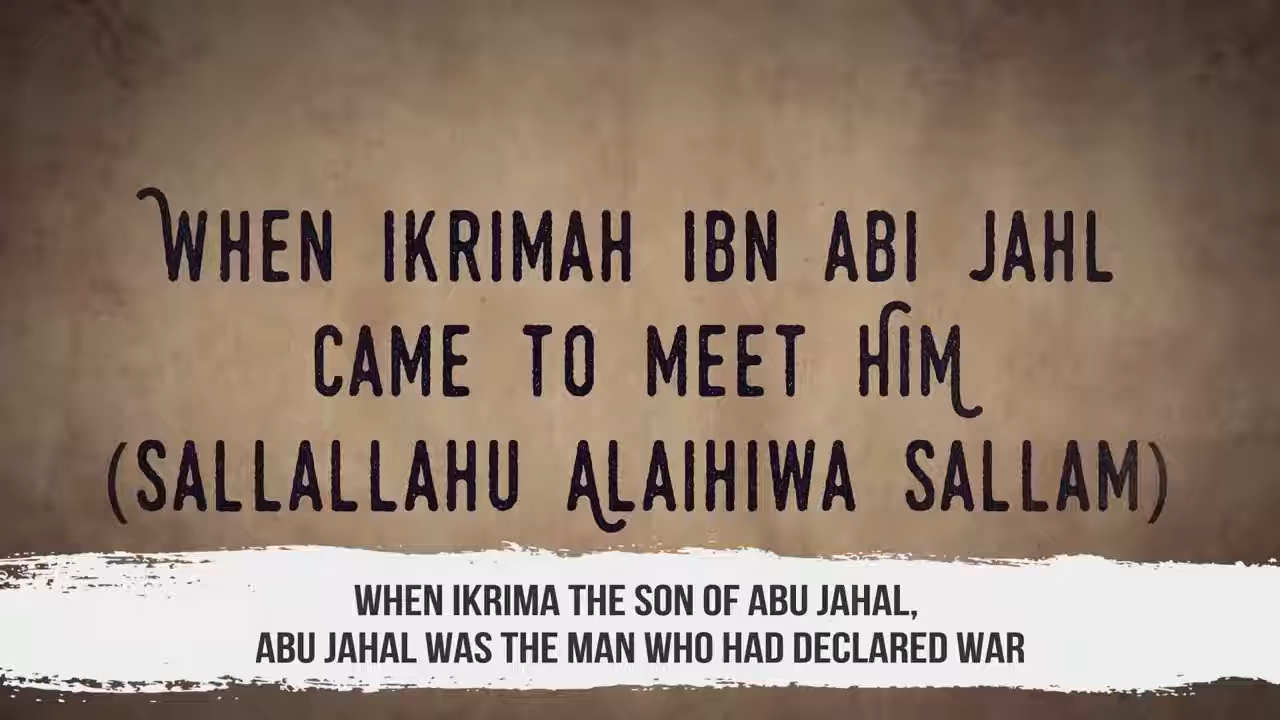 WHEN IKRIMAH IBN ABI JAHL
CAME TO MEET HIM
(SALLALLAHU ALAIHIWA SALLAM)
WHEN IKRIMA THE SON OF ABU JAHAL,
ABU JAHAL WAS THE MAN WHO HAD DECLARED WAR